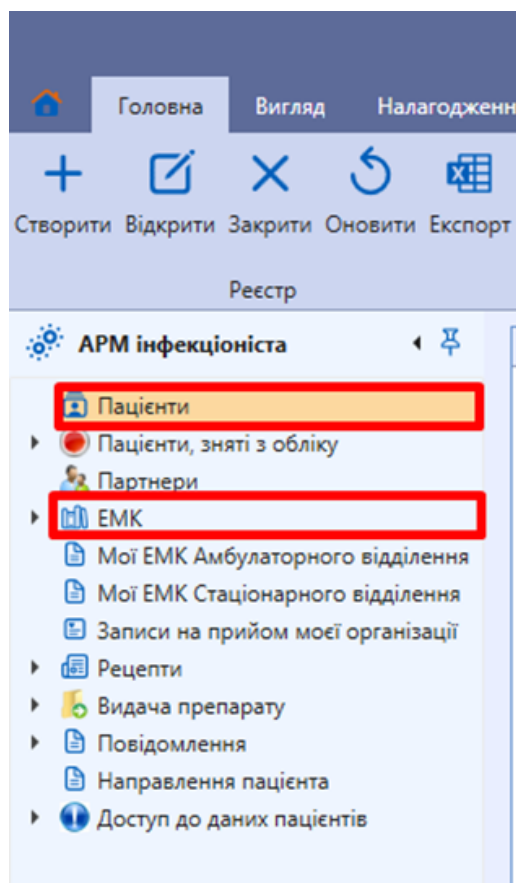 Головна Вигляд Налагодженн
Створити Відкрити Закрити Оновити Експорт
Реєстр
АРМ інфекціоніста
Пацієнти
Пацієнти, зняті з обліку
Партнери
ЕМК
Мої ЕМК Амбулаторного відділення
Мої ЕМК Стаціонарного відділення
Записи на прийом моєї організації
Рецепти
Видача препарату
Повідомлення
Направлення пацієнта
Доступ до даних пацієнтів